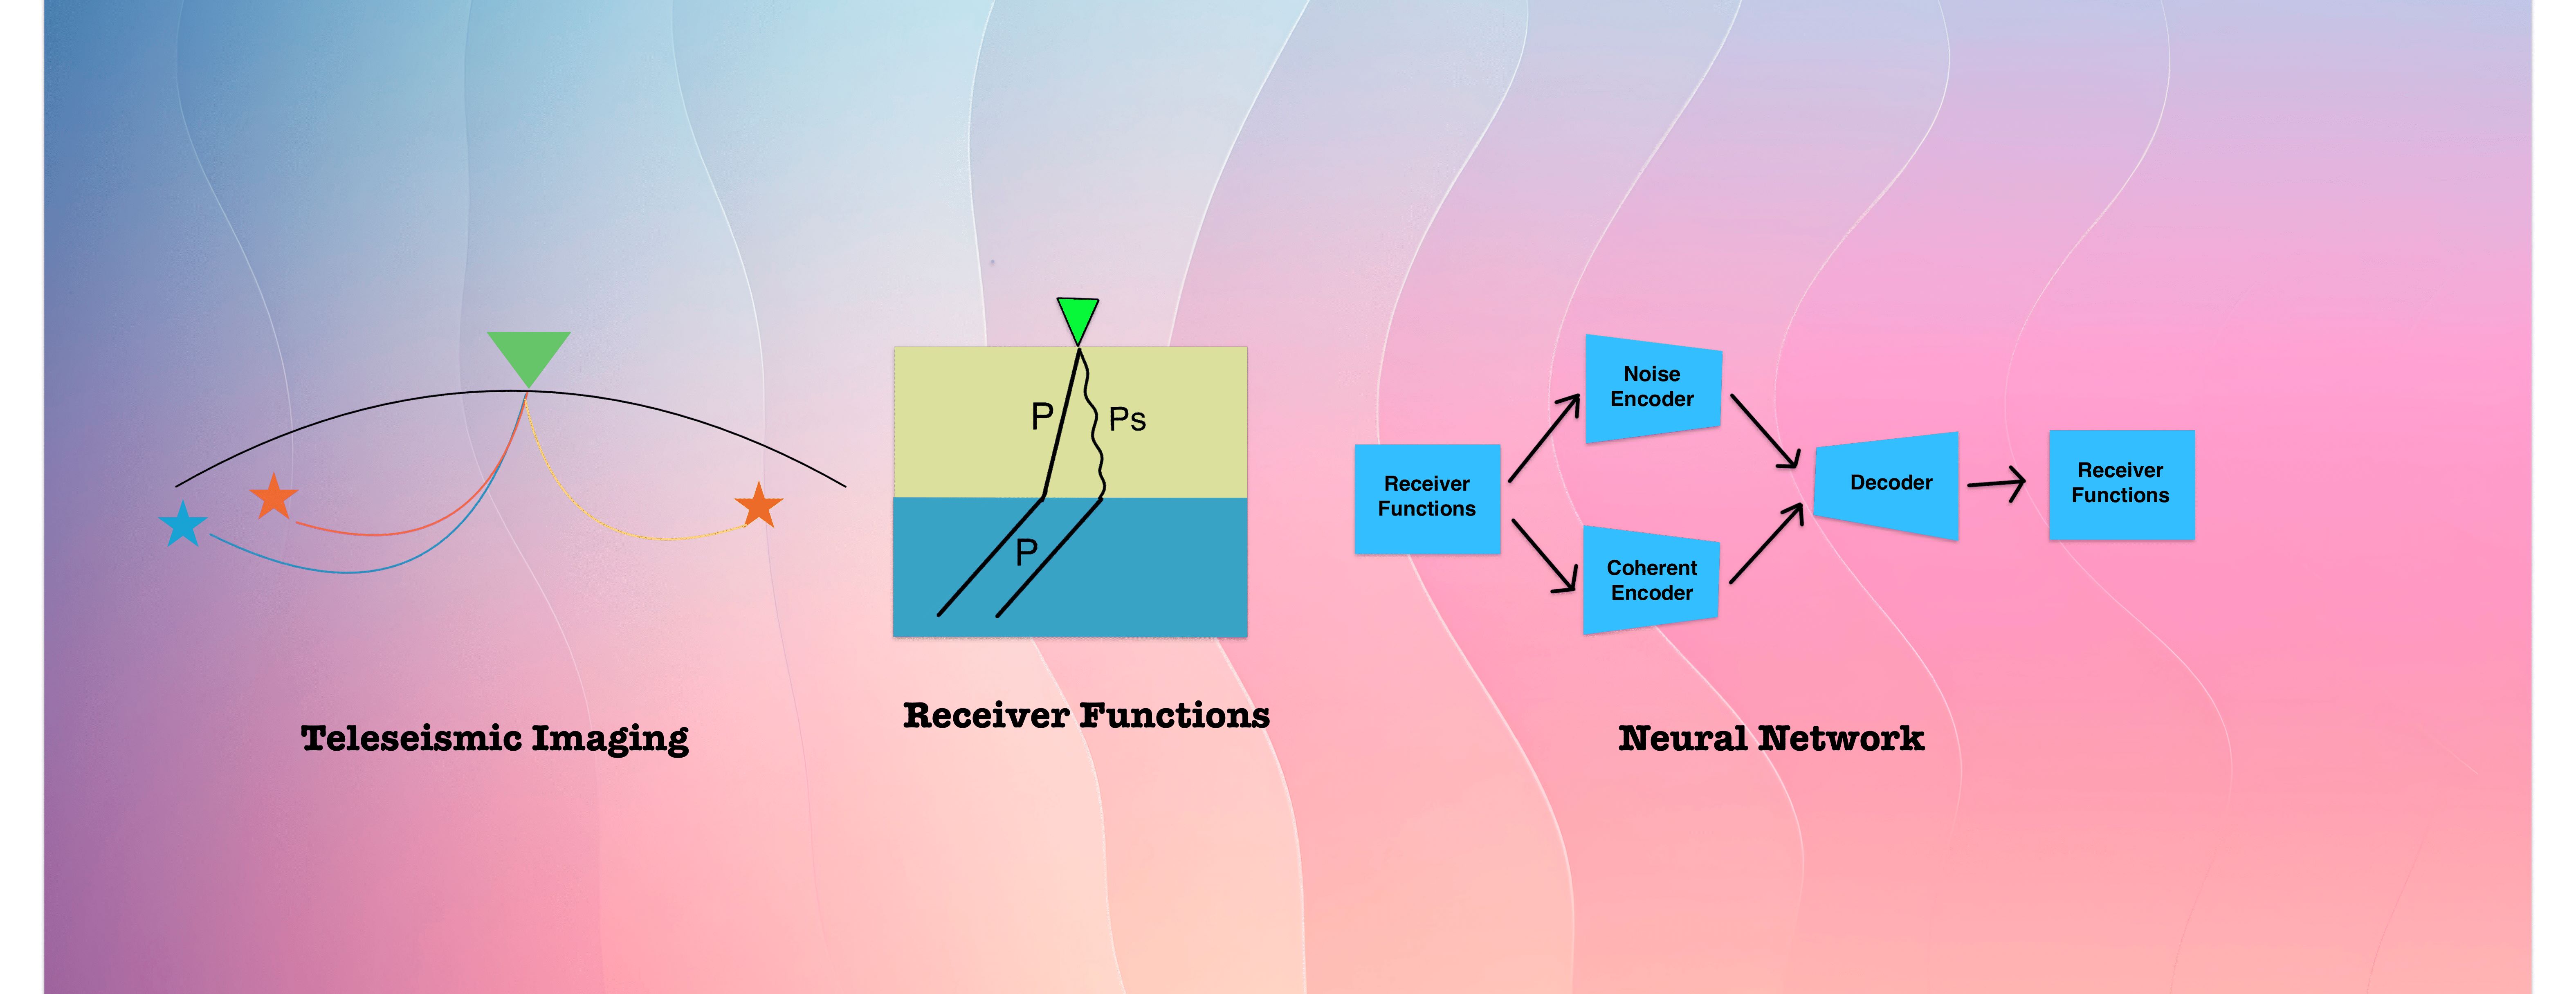 P
Ps
P
Teleseismic Imaging
Receiver Functions
Receiver
Functions
Noise
Encoder
Coherent
Encoder
Decoder
Receiver
Functions
Neural Network